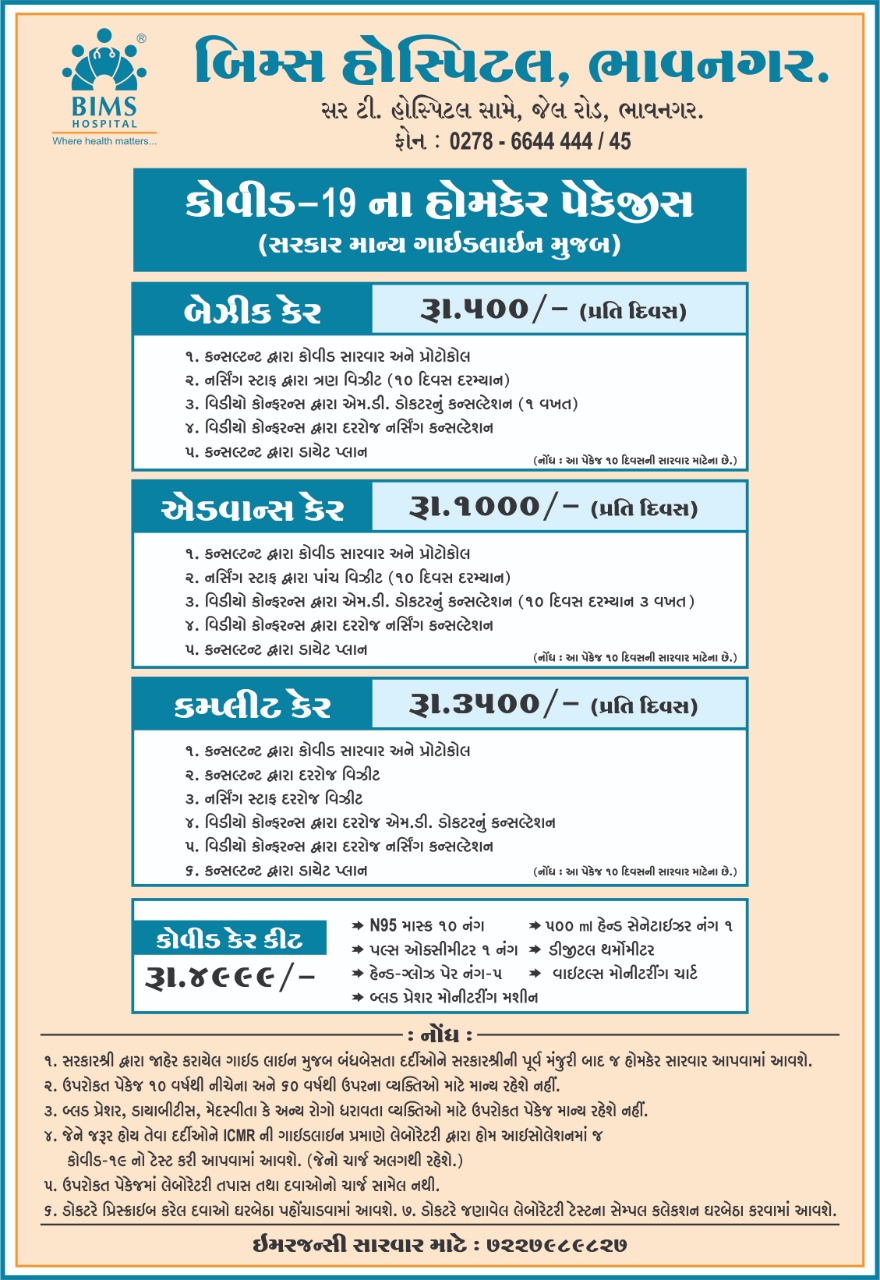 બિમ્સ હોસ્પિટલ, ભાવનગર.
®
BIMS
HOSPITAL
Where health matters...
સર ટી. હોસ્પિટલ સામે, જેલ રોડ, ભાવનગર.
ફોન : 0278 - 6644 444 / 45
કોવીડ–19 ના હોમકેર પેકેજીસ
(સરકાર માન્ય ગાઇડલાઇન મુજબ)
બેઝીક કેર રૂા.૫૦૦/– (પ્રતિ દિવસ)
૧. કન્સલ્ટન્ટ દ્વારા કોવીડ સારવાર અને પ્રોટોકોલ
૨. નર્સિંગ સ્ટાફ દ્વારા ત્રણ વિઝીટ (૧૦ દિવસ દરમ્યાન)
૩. વિડીયો કોન્ફરન્સ દ્વારા એમ.ડી. ડોકટરનું કન્સલ્ટેશન (૧ વખત)
૪. વિડીયો કોન્ફરન્સ દ્વારા દરરોજ નર્સિંગ કન્સલ્ટેશન
૫. કન્સલ્ટન્ટ દ્વારા ડાયેટ પ્લાન
(નોંધ : આ પેકેજ ૧૦ દિવસની સારવાર માટેના છે.)
એડવાન્સ કેર રૂા.૧૦૦૦/– (પ્રતિ દિવસ)
૧. કન્સલ્ટન્ટ દ્વારા કોવીડ સારવાર અને પ્રોટોકોલ
૨. નર્સિંગ સ્ટાફ દ્વારા પાંચ વિઝીટ (૧૦ દિવસ દરમ્યાન)
૩. વિડીયો કોન્ફરન્સ દ્વારા એમ.ડી. ડોકટરનું કન્સલ્ટેશન (૧૦ દિવસ દરમ્યાન ૩ વખત)
૪. વિડીયો કોન્ફરન્સ દ્વારા દરરોજ નર્સિંગ કન્સલ્ટેશન
૫. કન્સલ્ટન્ટ દ્વારા ડાયેટ પ્લાન
(નોંધ : આ પેકેજ ૧૦ દિવસની સારવાર માટેના છે.)
કમ્પ્લીટ કેર રૂા.૩૫૦૦/– (પ્રતિ દિવસ)
૧. કન્સલ્ટન્ટ દ્વારા કોવીડ સારવાર અને પ્રોટોકોલ
૨. કન્સલ્ટન્ટ દ્વારા દરરોજ વિઝીટ
૩. નર્સિંગ સ્ટાફ દરરોજ વિઝીટ
૪. વિડીયો કોન્ફરન્સ દ્વારા દરરોજ એમ.ડી. ડોકટરનું કન્સલ્ટેશન
૫. વિડીયો કોન્ફરન્સ દ્વારા દરરોજ નર્સિંગ કન્સલ્ટેશન
૬. કન્સલ્ટન્ટ દ્વારા ડાયેટ પ્લાન
(નોંધ : આ પેકેજ ૧૦ દિવસની સારવાર માટેના છે.)
કોવીડ કેર કીટ
રૂા.૪૯૯૯/–
N95 માસ્ક ૧૦ નંગ
૫૦૦ ml હેન્ડ સેનેટાઈઝર નંગ ૧
પલ્સ ઓક્સીમીટર ૧ નંગ
ડીજીટલ થર્મોમીટર
હેન્ડ-ગ્લોઝ પેર નંગ-૫
વાઇટલ્સ મોનીટરીંગ ચાર્ટ
બ્લડ પ્રેશર મોનીટરીંગ મશીન
: નોંધ :
૧. સરકારશ્રી દ્વારા જાહેર કરાયેલ ગાઇડ લાઈન મુજબ બંધબેસતા દર્દીઓને સરકારશ્રીની પૂર્વ મંજુરી બાદ જ હોમકેર સારવાર આપવામાં આવશે.
૨. ઉપરોકત પેકેજ ૧૦ વર્ષથી નીચેના અને ૬૦ વર્ષથી ઉપરના વ્યક્તિઓ માટે માન્ય રહેશે નહીં.
૩. બ્લડ પ્રેશર, ડાયાબીટીસ, મેદસ્વીતા કે અન્ય રોગો ધરાવતા વ્યક્તિઓ માટે ઉપરોકત પેકેજ માન્ય રહેશે નહીં.
૪. જેને જરૂર હોય તેવા દર્દીઓને ICMR ની ગાઇડલાઇન પ્રમાણે લેબોરેટરી દ્વારા હોમ આઇસોલેશનમાં જ
કોવીડ-૧૯ નો ટેસ્ટ કરી આપવામાં આવશે. (જેનો ચાર્જ અલગથી રહેશે.)
૫. ઉપરોકત પેકેજમાં લેબોરેટરી તપાસ તથા દવાઓનો ચાર્જ સામેલ નથી.
૬. ડોકટરે પ્રિસ્ક્રાઇબ કરેલ દવાઓ ઘરબેઠા પહોંચાડવામાં આવશે. ૭. ડોકટરે જણાવેલ લેબોરેટરી ટેસ્ટના સેમ્પલ કલેકશન ઘરબેઠા કરવામાં આવશે.
ઇમરજન્સી સારવાર માટે : ૭૨૨૭૯૮૯૮૨૭